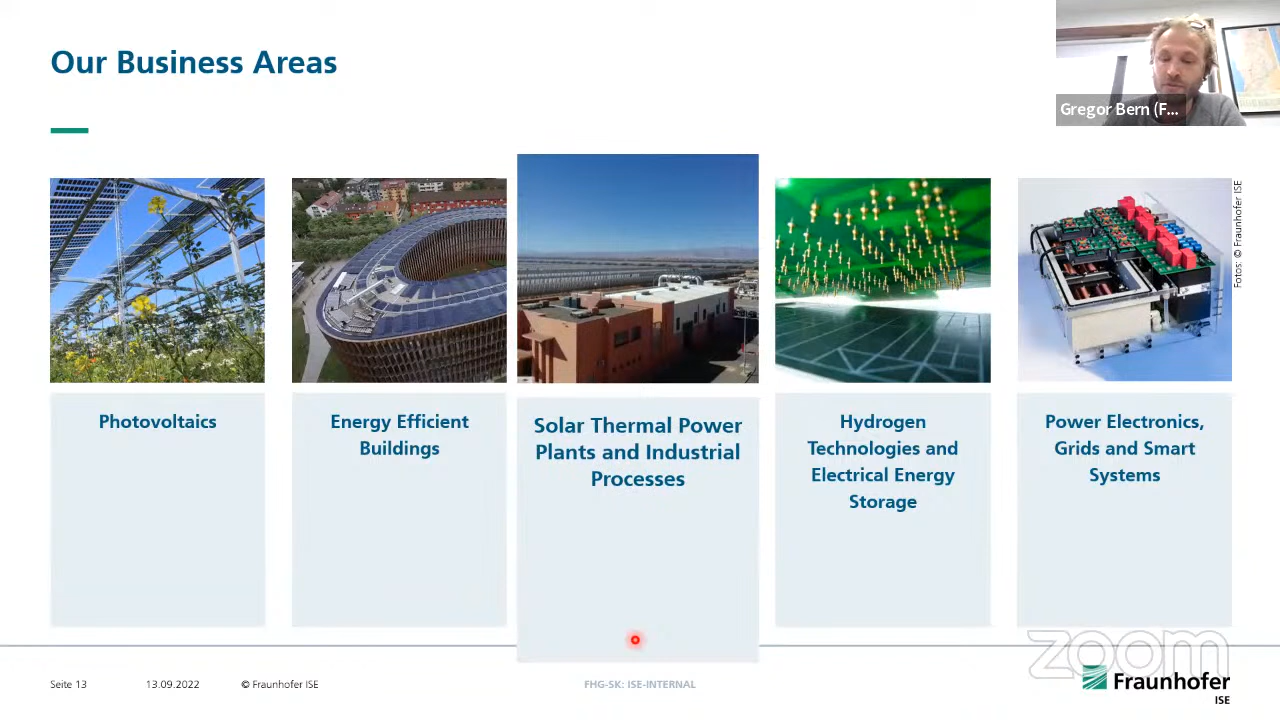 Our Business Areas
Gregor Bern (F...
Fotos: © Fraunhofer ISE
Photovoltaics
Energy Efficient
Buildings
Solar Thermal Power
Plants and Industrial
Processes
Hydrogen
Technologies and
Electrical Energy
Storage
Power Electronics,
Grids and Smart
Systems
zoom
Seite 13
13.09.2022
© Fraunhofer ISE
FHG-SK: ISE-INTERNAL
Fraunhofer
ISE